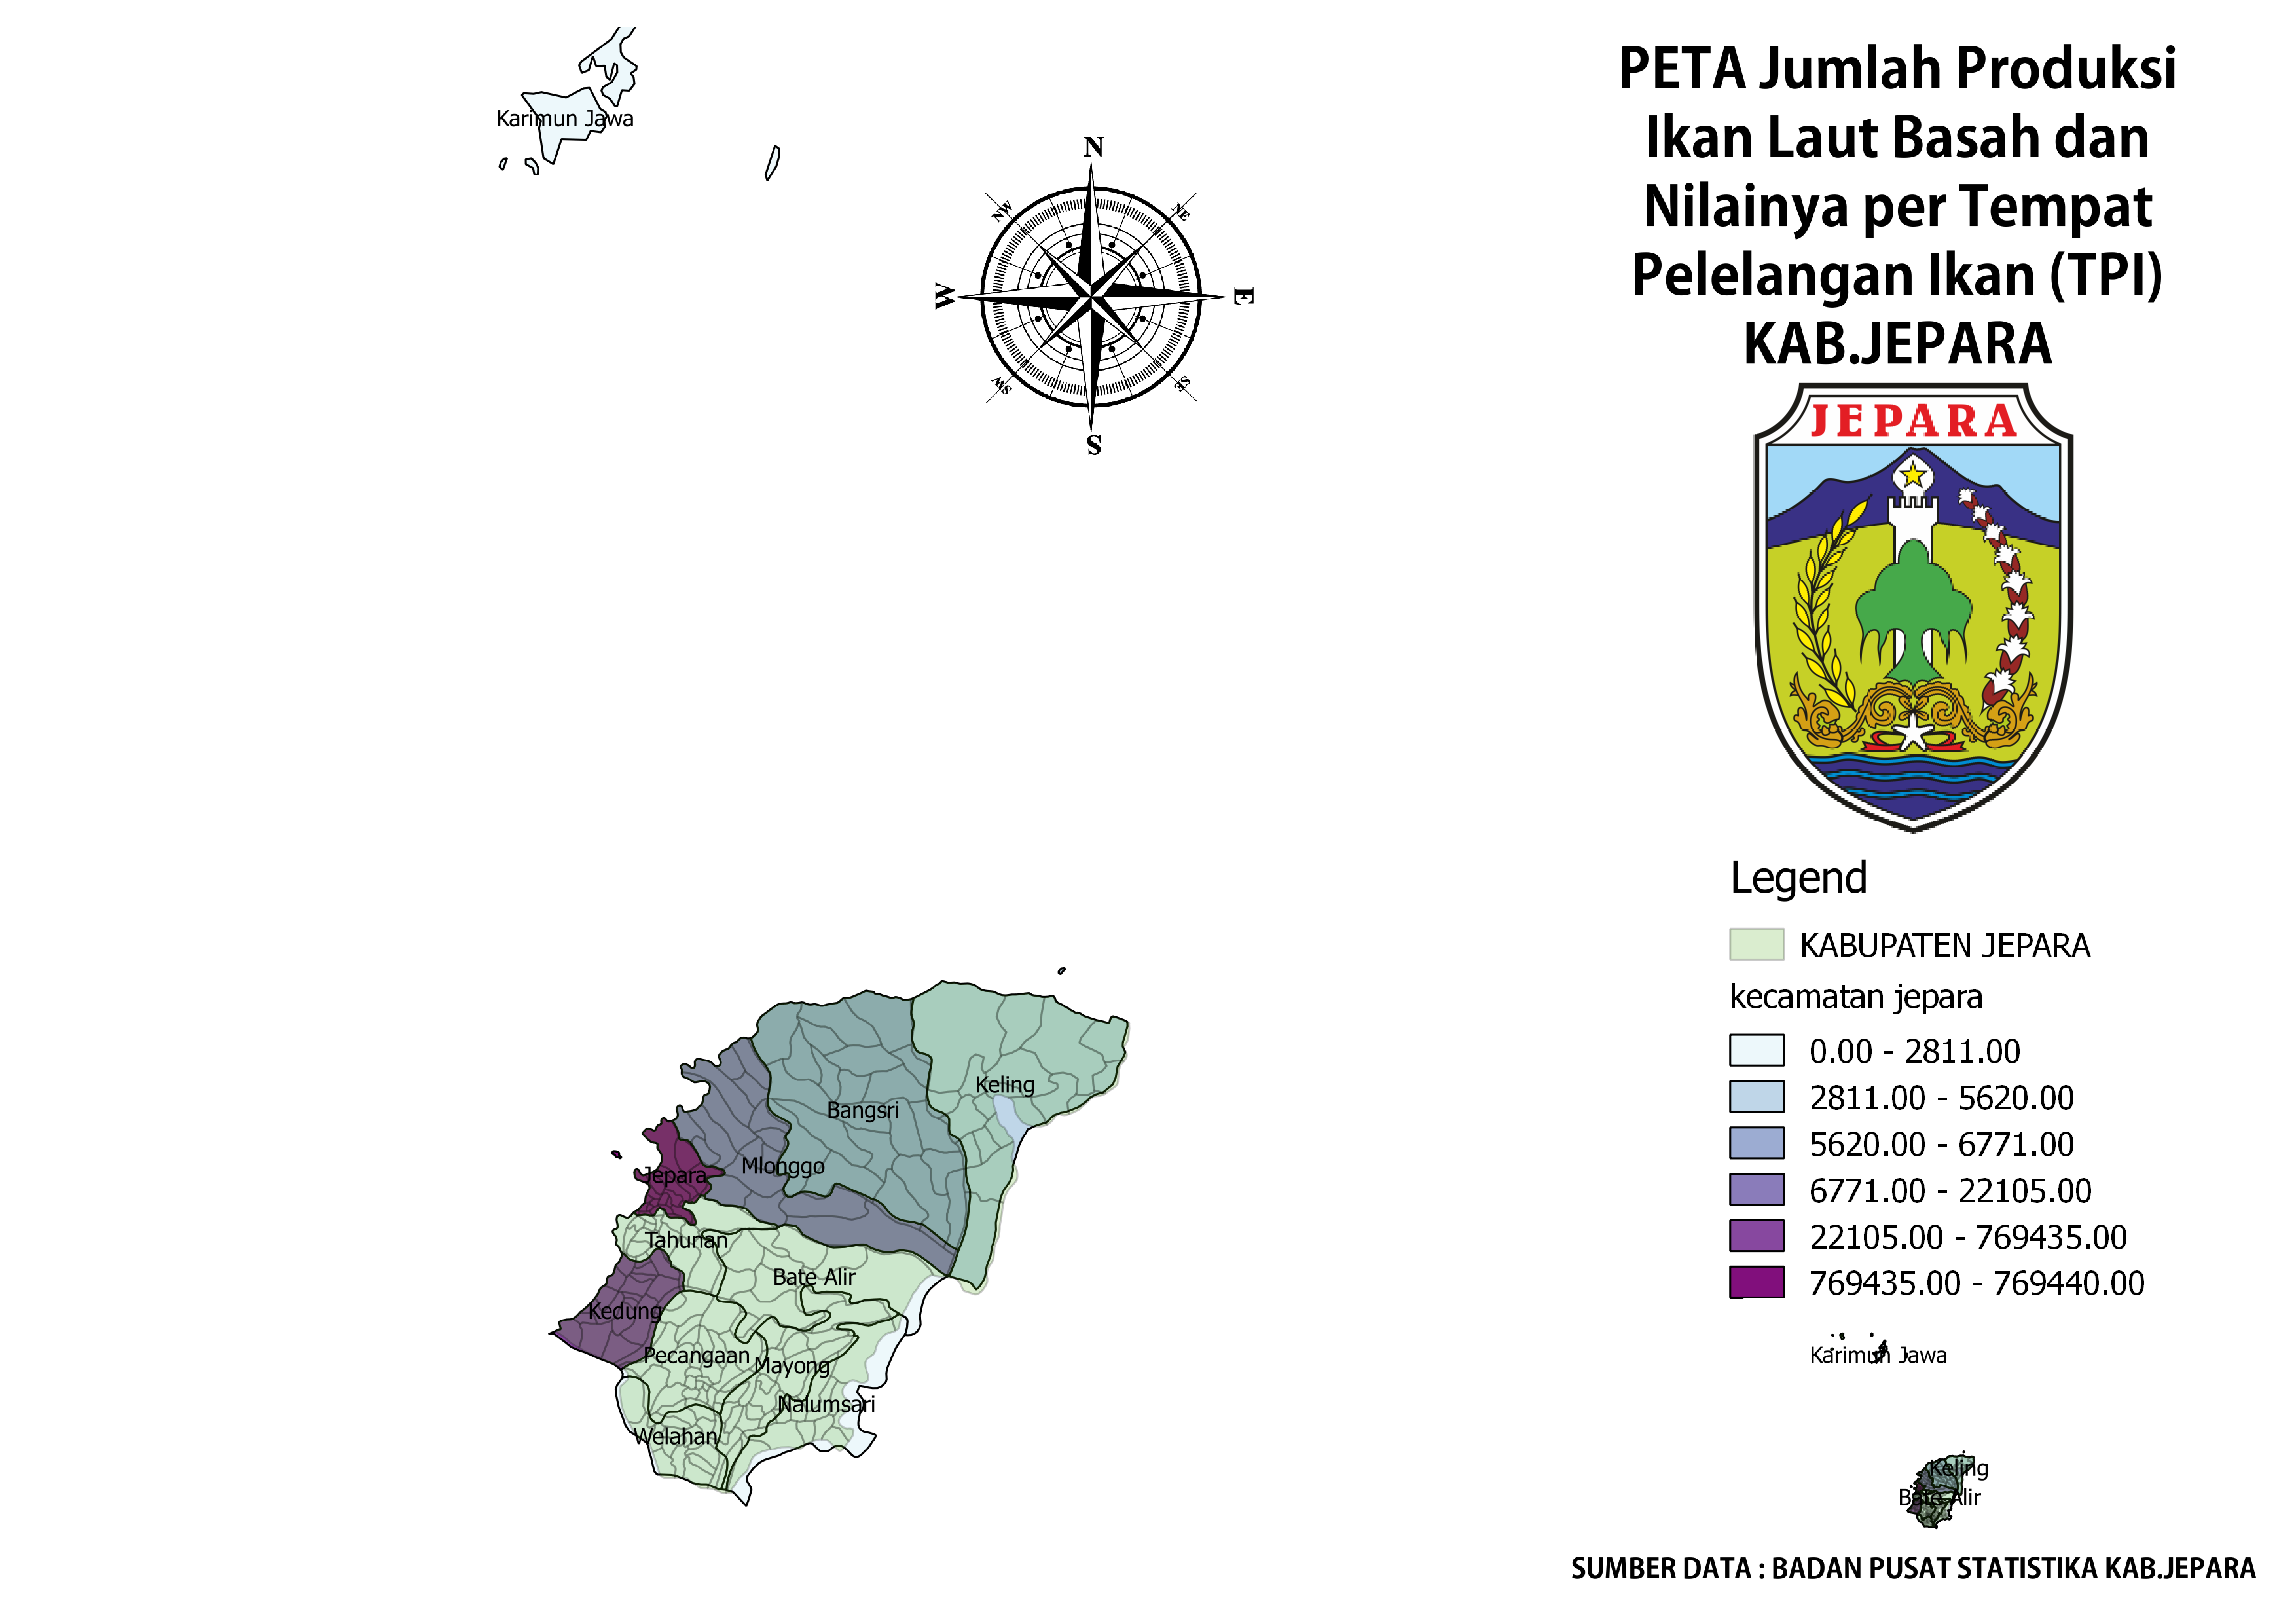 PETA Jumlah Produksi
Ikan Laut Basah dan
Nilainya per Tempat
Pelelangan Ikan (TPI)
KAB.JEPARA
Karimun Jawa
N
NW
NE
W
E
SW
SE
S
JEPARA
Legend
KABUPATEN JEPARA
kecamatan jepara
0.00 - 2811.00
2811.00 - 5620.00
5620.00 - 6771.00
6771.00 - 22105.00
22105.00 - 769435.00
769435.00 - 769440.00
Keling
Bangsri
Mlonggo
Jepara
Tahunan
Bate Alir
Kedung
Pecangaan
Mayong
Nalumsari
Welahan
Karimun Jawa
Keling
Bate Alir
SUMBER DATA : BADAN PUSAT STATISTIKA KAB.JEPARA